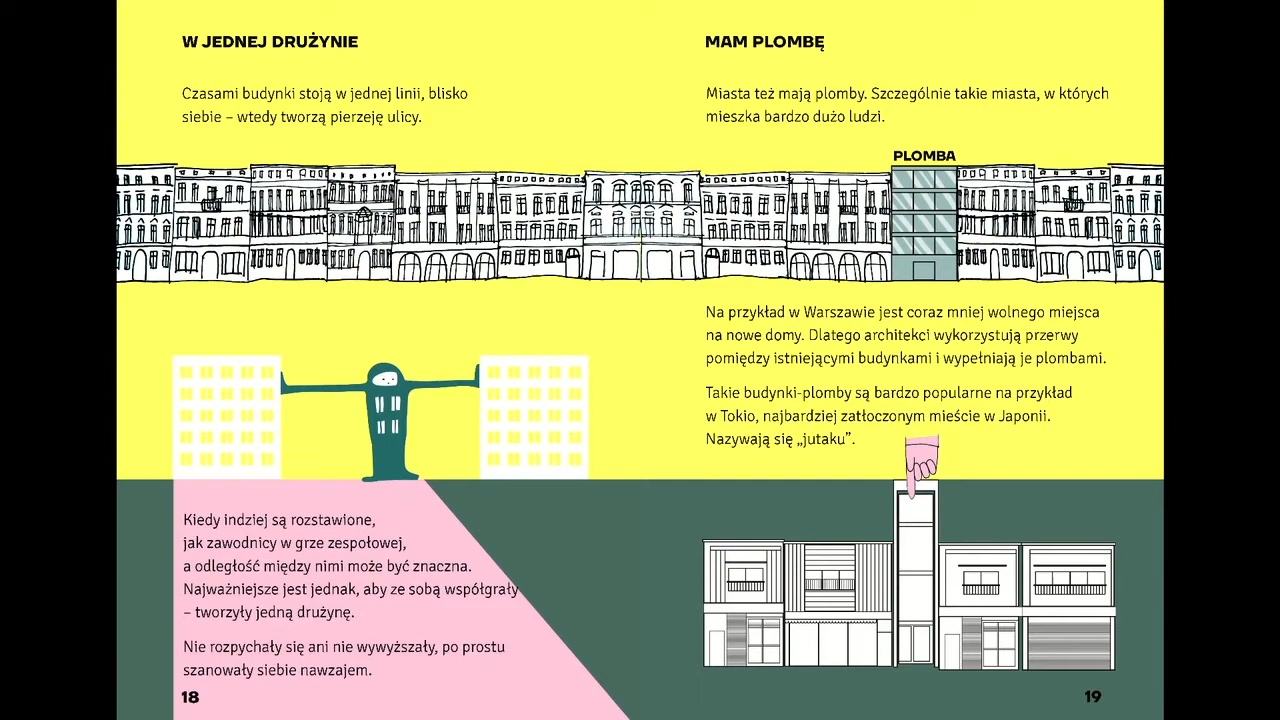 W JEDNEJ DRUŻYNIE
Czasami budynki stoją w jednej linii, blisko
siebie – wtedy tworzą pierzeję ulicy.
Kiedy indziej są rozstawione,
jak zawodnicy w grze zespołowej,
a odległość między nimi może być znaczna.
Najważniejsze jest jednak, aby ze sobą współgrały
– tworzyły jedną drużynę.
Nie rozpychały się ani nie wywyższały, po prostu
szanowały siebie nawzajem.
18
MAM PLOMBĘ
Miasta też mają plomby. Szczególnie takie miasta, w których
mieszka bardzo dużo ludzi.
PLOMBA
Na przykład w Warszawie jest coraz mniej wolnego miejsca
na nowe domy. Dlatego architekci wykorzystują przerwy
pomiędzy istniejącymi budynkami i wypełniają je plombami.
Takie budynki-plomby są bardzo popularne na przykład
w Tokio, najbardziej zatłoczonym mieście w Japonii.
Nazywają się „jutaku”.
19